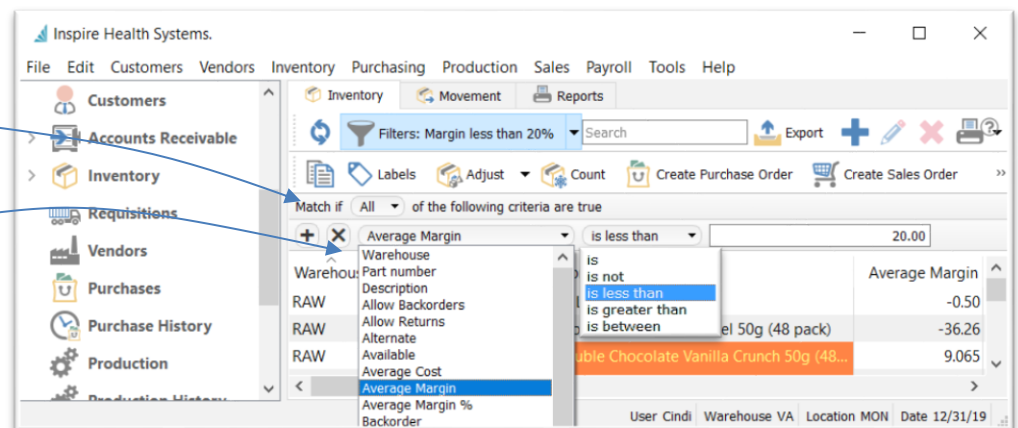 Inspire Health Systems.
File Edit Customers Vendors Inventory Purchasing Production Sales Payroll Tools Help
Customers
Accounts Receivable
Inventory
Requisitions
Vendors
Purchases
Purchase History
Production
Production History
Inventory Movement Reports
Filters: Margin less than 20% Search Export
Labels Adjust Count Create Purchase Order Create Sales Order »
Match if All of the following criteria are true
Average Margin is less than 20.00
Warehouse
Part number
Description
Allow Backorders
Allow Returns
Alternate
Available
Average Cost
Average Margin
Average Margin %
Backorder
is
is not
is less than
is greater than
is between
Average Margin
RAW -0.50
RAW el 50g (48 pack) -36.26
RAW uble Chocolate Vanilla Crunch 50g (48... 9.065
User Cindi Warehouse VA Location MON Date 12/31/19